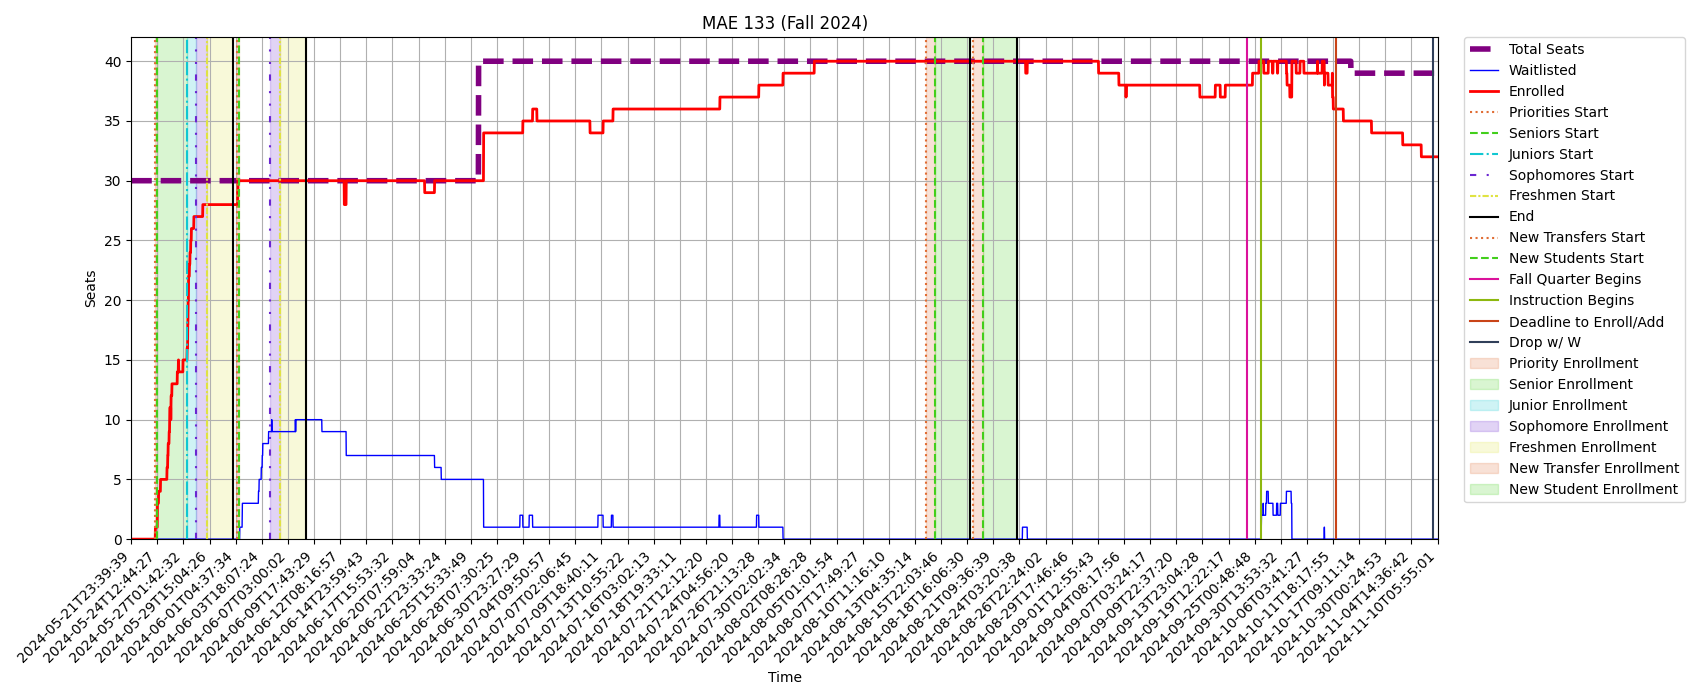 MAE 133 (Fall 2024)
Seats
40
35
30
25
20
15
10
5
0
2024-05-21T23:39:39
2024-05-24T12:44:27
2024-05-27T01:42:32
2024-05-29T15:04:26
2024-06-01T04:37:34
2024-06-03T18:07:24
2024-06-07T03:00:02
2024-06-09T17:43:29
2024-06-12T08:16:57
2024-06-14T23:59:43
2024-06-17T15:53:32
2024-06-20T07:59:04
2024-06-22T23:33:24
2024-06-25T15:33:49
2024-06-28T07:30:25
2024-06-30T23:27:29
2024-07-04T09:50:57
2024-07-07T02:06:45
2024-07-09T18:40:11
2024-07-13T10:55:22
2024-07-16T03:02:13
2024-07-18T19:33:11
2024-07-21T12:12:20
2024-07-24T04:56:20
2024-07-26T21:13:28
2024-07-30T02:02:34
2024-08-02T08:28:28
2024-08-05T01:01:54
2024-08-07T17:49:27
2024-08-10T11:16:10
2024-08-13T04:35:14
2024-08-15T22:03:46
2024-08-18T16:06:30
2024-08-21T09:36:39
2024-08-24T03:20:38
2024-08-26T22:24:02
2024-08-29T17:46:46
2024-09-01T12:55:43
2024-09-04T08:17:56
2024-09-07T03:24:17
2024-09-09T22:37:20
2024-09-13T23:04:28
2024-09-19T12:22:17
2024-09-25T00:48:48
2024-09-30T13:53:32
2024-10-06T03:41:27
2024-10-11T18:17:55
2024-10-17T09:11:14
2024-10-30T00:24:53
2024-11-04T14:36:42
2024-11-10T05:55:01
Time
Total Seats
Waitlisted
Enrolled
Priorities Start
Seniors Start
Juniors Start
Sophomores Start
Freshmen Start
End
New Transfers Start
New Students Start
Fall Quarter Begins
Instruction Begins
Deadline to Enroll/Add
Drop w/ W
Priority Enrollment
Senior Enrollment
Junior Enrollment
Sophomore Enrollment
Freshmen Enrollment
New Transfer Enrollment
New Student Enrollment